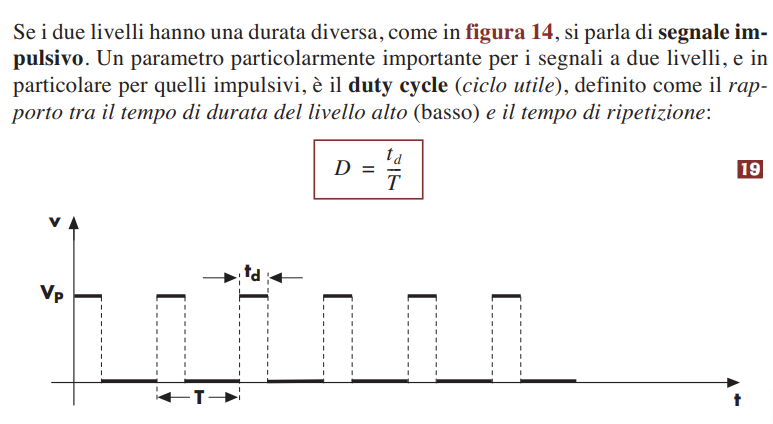 Se i due livelli hanno una durata diversa, come in figura 14, si parla di segnale im-
pulsivo. Un parametro particolarmente importante per i segnali a due livelli, e in
particolare per quelli impulsivi, è il duty cycle (ciclo utile), definito come il rap-
porto tra il tempo di durata del livello alto (basso) e il tempo di ripetizione:
D = t_d / T
19
v
t_d
V_P
T
t